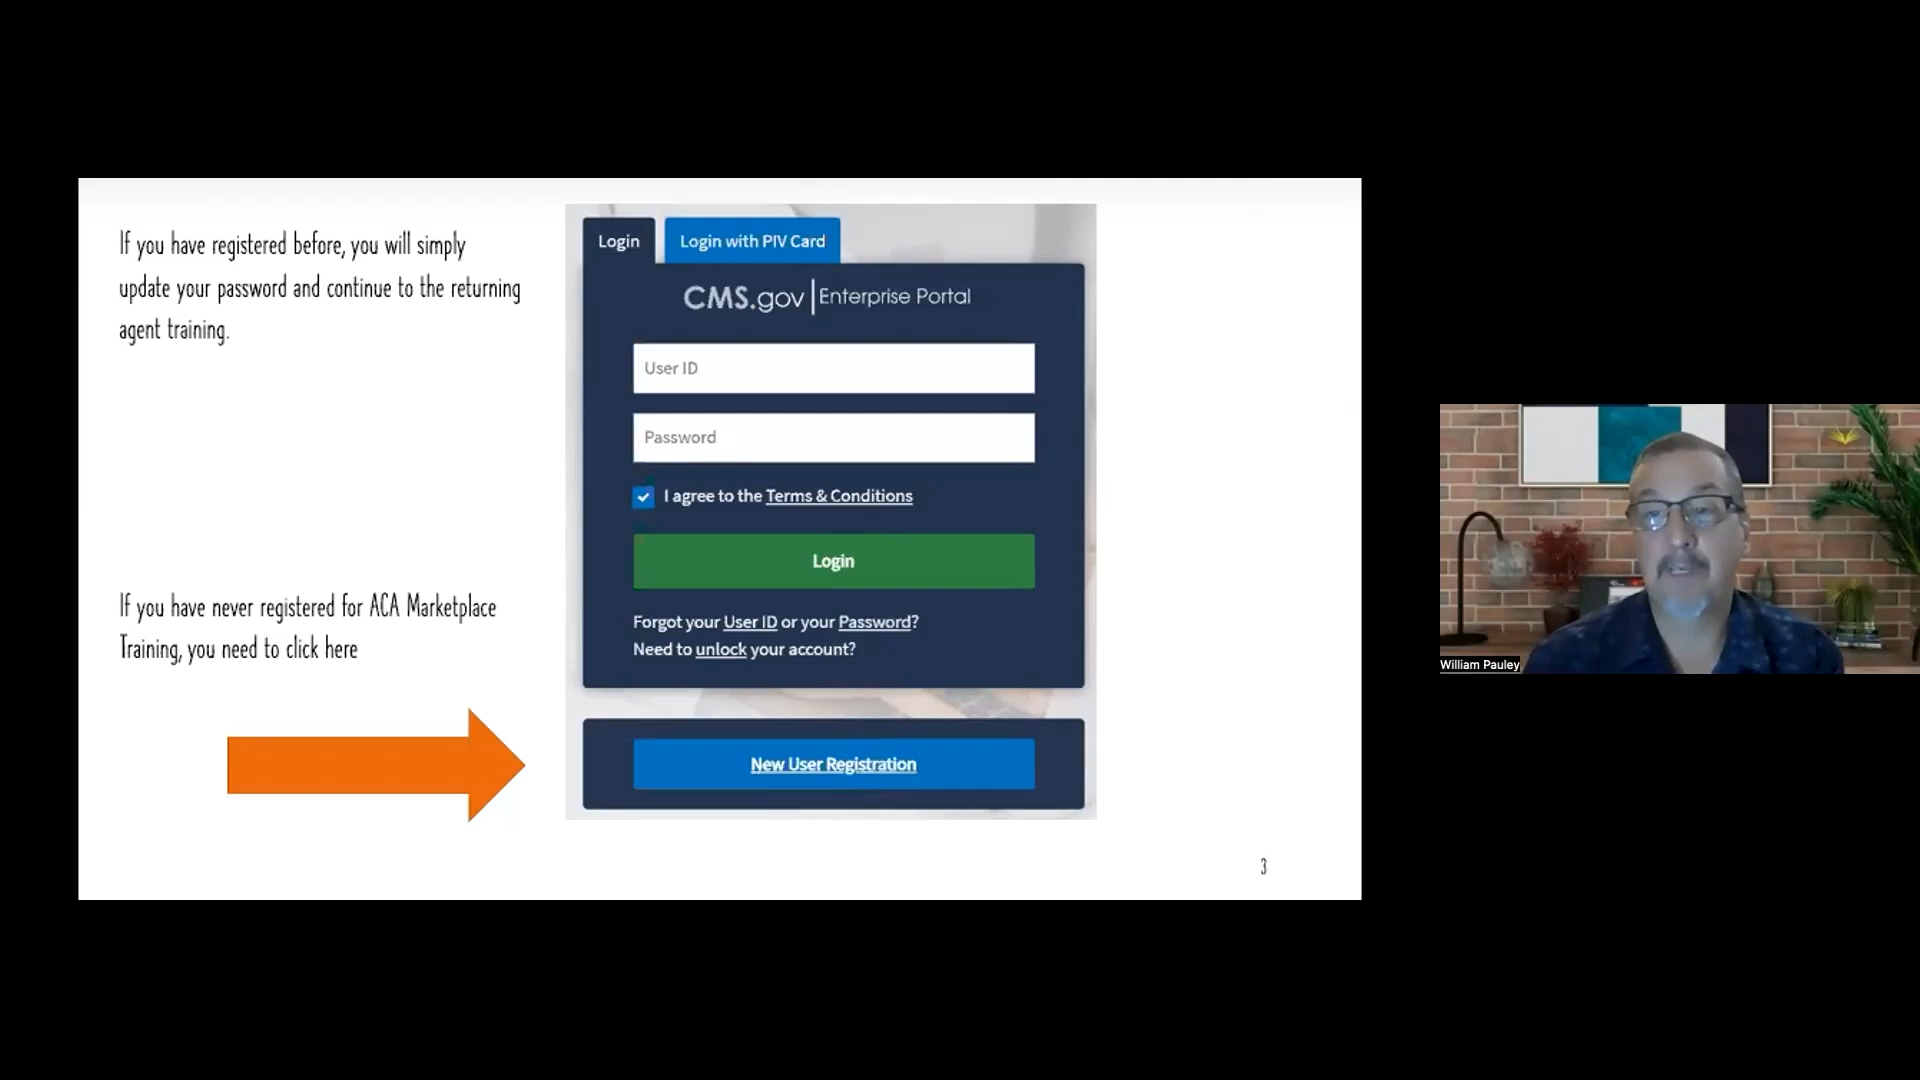 If you have registered before, you will simply
update your password and continue to the returning
agent training.
If you have never registered for ACA Marketplace
Training, you need to click here
Login
Login with PIV Card
CMS.gov | Enterprise Portal
User ID
Password
I agree to the Terms & Conditions
Login
Forgot your User ID or your Password?
Need to unlock your account?
New User Registration
3
William Pauley